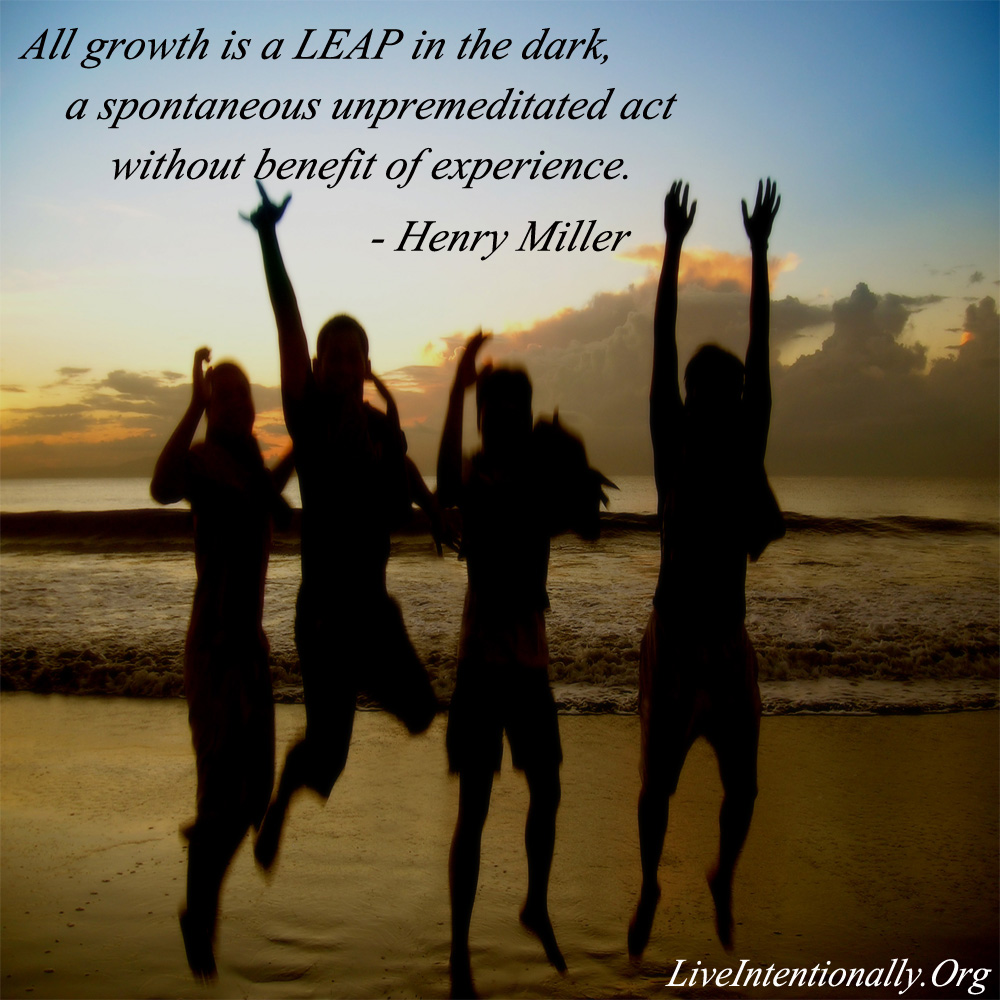 All growth is a LEAP in the dark,
a spontaneous unpremeditated act
without benefit of experience.
- Henry Miller
LiveIntentionally.Org